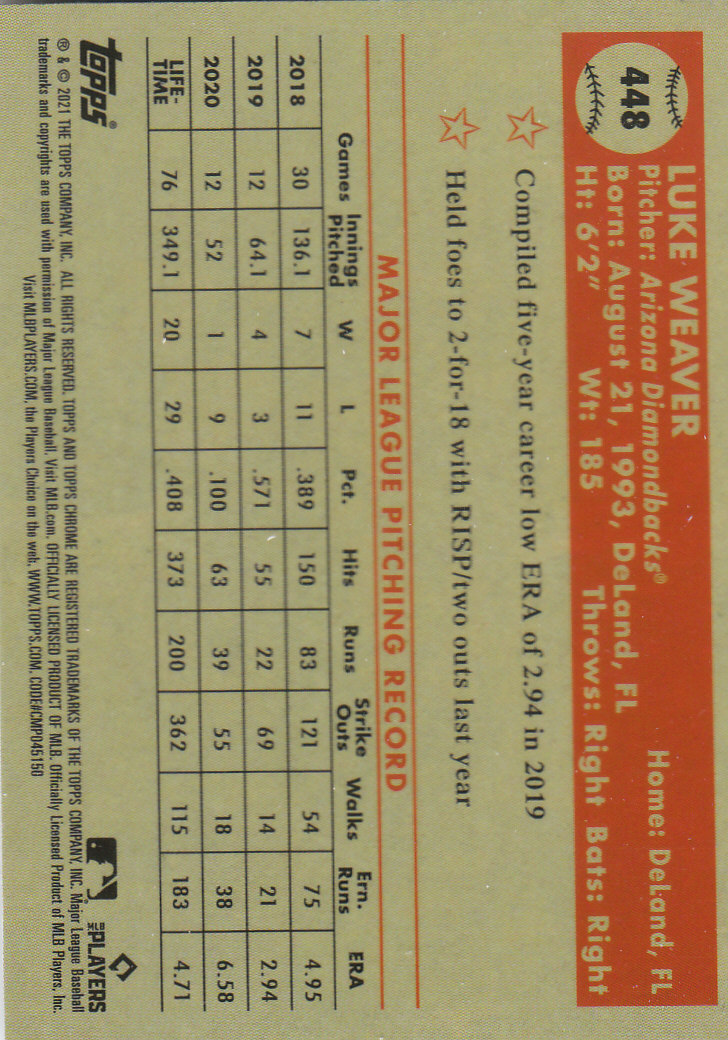 448
LUKE WEAVER
Pitcher: Arizona Diamondbacks® Home: DeLand, FL
Born: August 21, 1993, DeLand, FL
Ht: 6'2" Wt: 185 Throws: Right Bats: Right
Compiled five-year career low ERA of 2.94 in 2019
Held foes to 2-for-18 with RISP/two outs last year
MAJOR LEAGUE PITCHING RECORD
Games Innings Pitched W L Pct. Hits Runs Strike Outs Walks Ern. Runs ERA
2018 30 136.1 7 11 .389 150 83 121 54 75 4.95
2019 12 64.1 4 3 .571 55 22 69 14 21 2.94
2020 12 52 1 9 .100 63 39 55 18 38 6.58
LIFE-TIME 76 349.1 20 29 .408 373 200 362 115 183 4.71
topps®
MLB PLAYERS
® & © 2021 THE TOPPS COMPANY, INC. ALL RIGHTS RESERVED. TOPPS AND TOPPS CHROME ARE REGISTERED TRADEMARKS OF THE TOPPS COMPANY, INC. Major League Baseball
trademarks and copyrights are used with permission of Major League Baseball. Visit MLB.com. OFFICIALLY LICENSED PRODUCT OF MLB. Officially Licensed Product of MLB Players, Inc.
Visit MLBPLAYERS.COM, the Players Choice on the web. WWW.TOPPS.COM. CODE#CMP045150